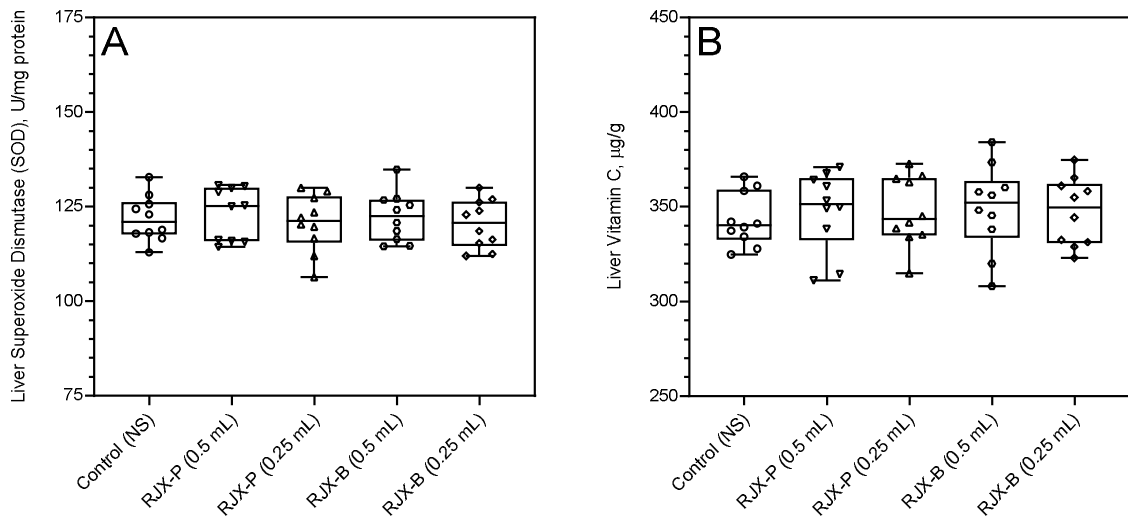 A
Liver Superoxide Dismutase (SOD), U/mg protein
175
150
125
100
75
Control (NS)
RJX-P (0.5 mL)
RJX-P (0.25 mL)
RJX-B (0.5 mL)
RJX-B (0.25 mL)
B
Liver Vitamin C, μg/g
450
400
350
300
250
Control (NS)
RJX-P (0.5 mL)
RJX-P (0.25 mL)
RJX-B (0.5 mL)
RJX-B (0.25 mL)